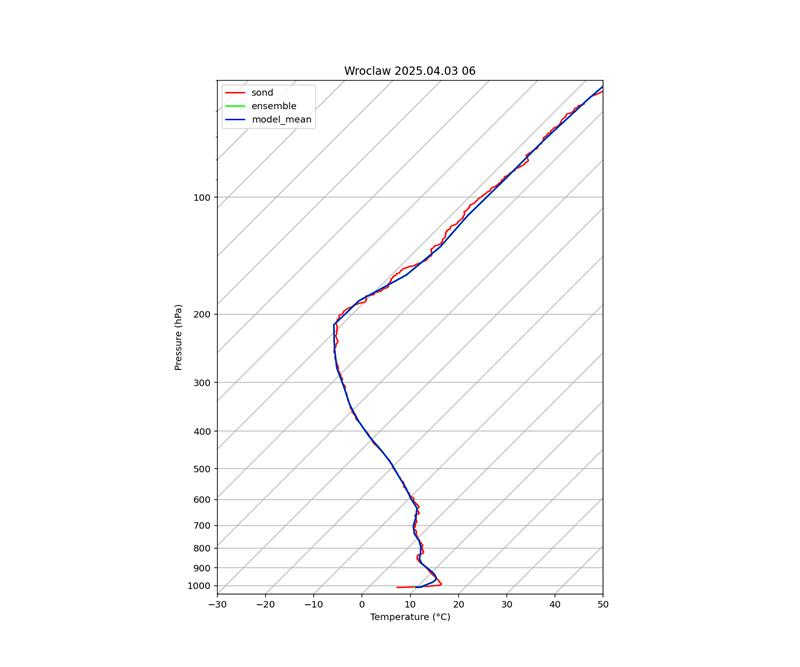 Wroclaw 2025.04.03 06
sond
ensemble
model_mean
Pressure (hPa)
100
200
300
400
500
600
700
800
900
1000
−30 −20 −10 0 10 20 30 40 50
Temperature (°C)